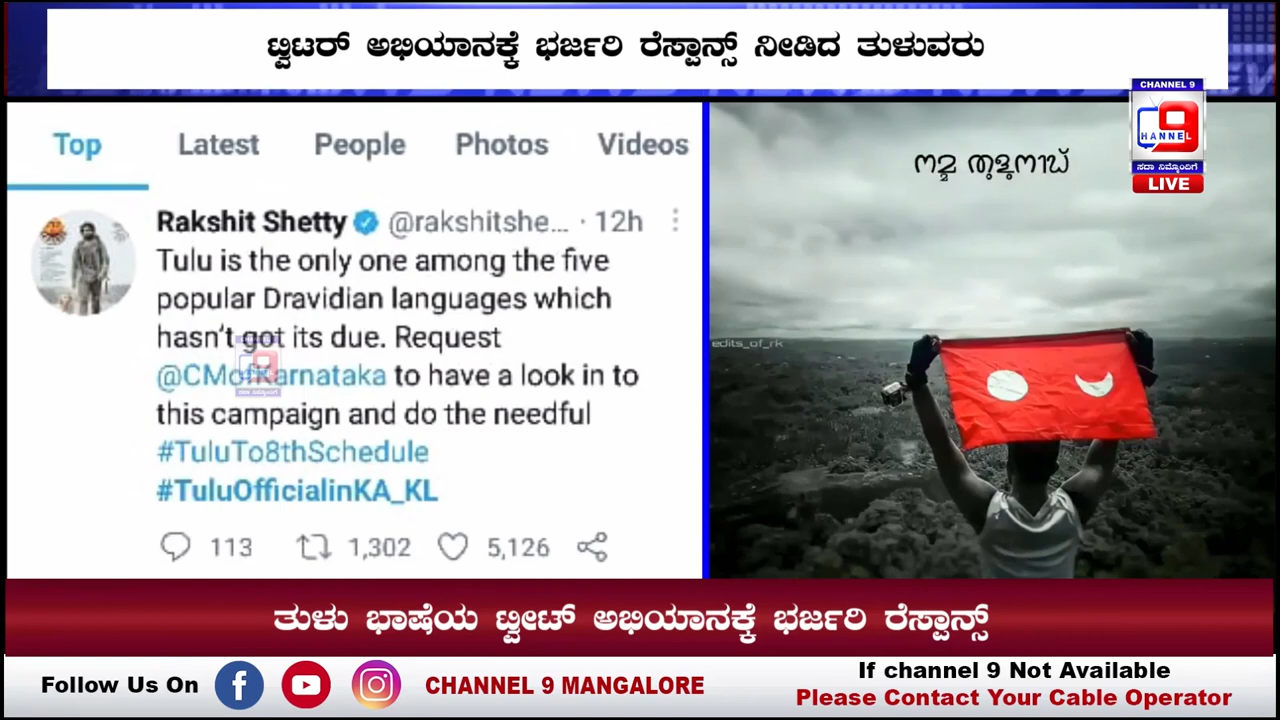 ಟ್ವಿಟರ್ ಅಭಿಯಾನಕ್ಕೆ ಭರ್ಜರಿ ರೆಸ್ಪಾನ್ಸ್ ನೀಡಿದ ತುಳುವರು
CHANNEL 9
9
HANNEL
ಸದಾ ನಿಮ್ಮೊಂದಿಗೆ
LIVE
Top Latest People Photos Videos
Rakshit Shetty @rakshitshe... · 12h
Tulu is the only one among the five
popular Dravidian languages which
hasn't got its due. Request
@CMofKarnataka to have a look in to
this campaign and do the needful
#TuluTo8thSchedule
#TuluOfficialinKA_KL
113 1,302 5,126
edits_of_rk
ತುಳು ಭಾಷೆಯ ಟ್ವೀಟ್ ಅಭಿಯಾನಕ್ಕೆ ಭರ್ಜರಿ ರೆಸ್ಪಾನ್ಸ್
Follow Us On CHANNEL 9 MANGALORE
If channel 9 Not Available
Please Contact Your Cable Operator